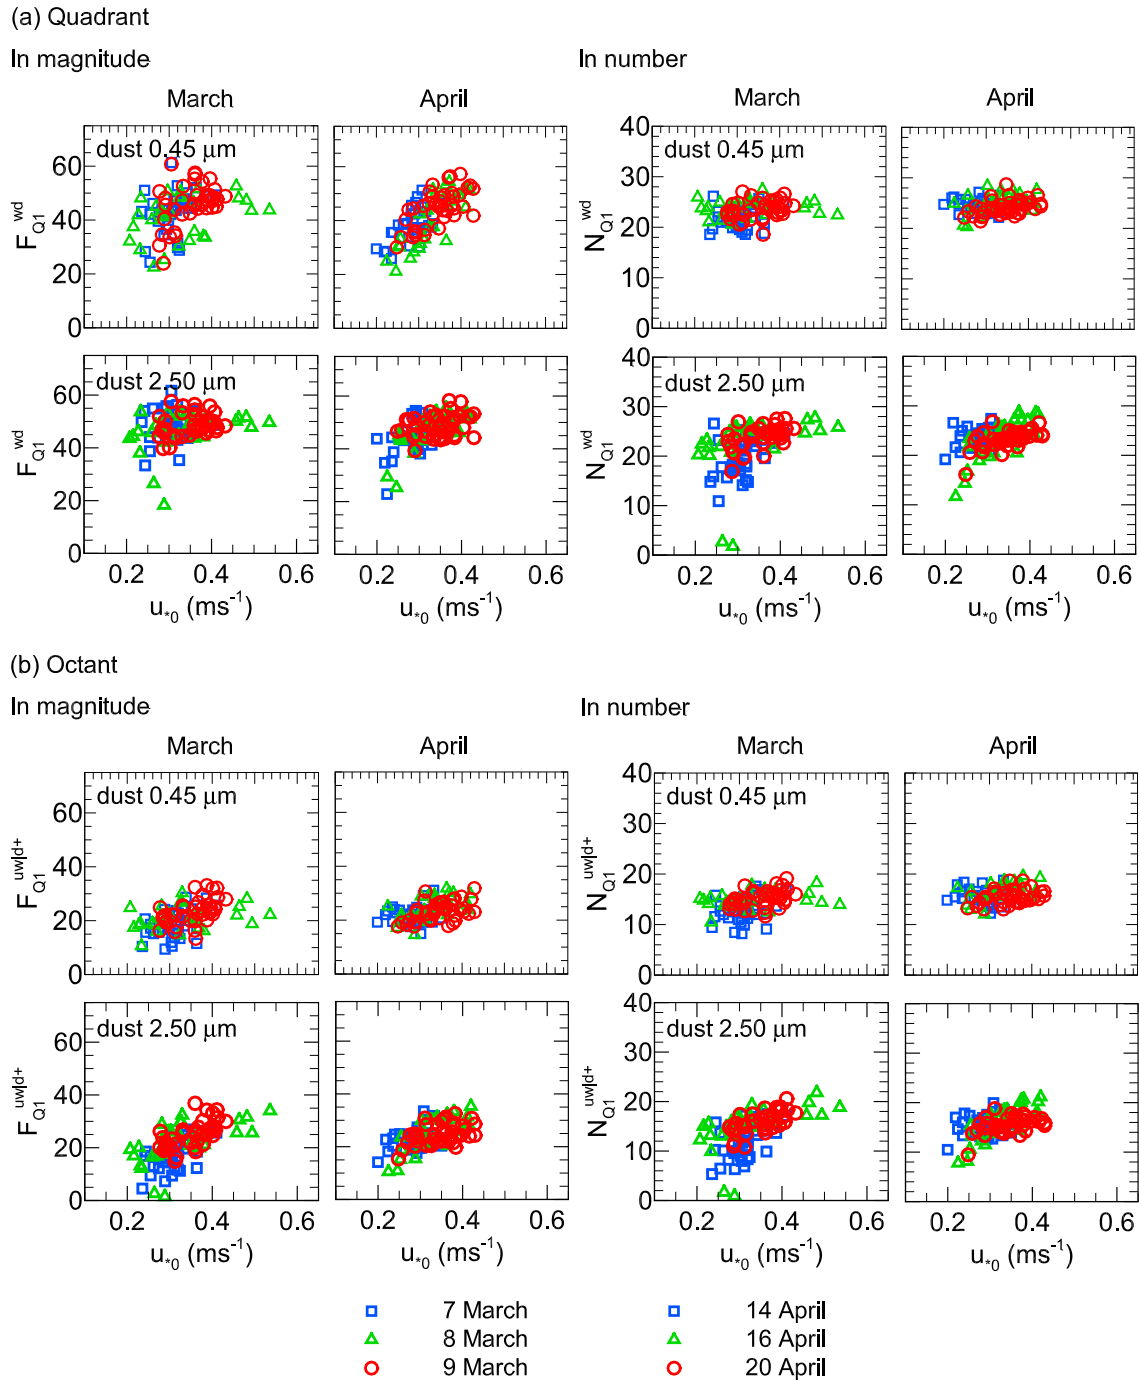 (a) Quadrant
In magnitude In number
March April March April
dust 0.45 μm dust 0.45 μm
60 40 20 0 40 30 20 10 0
F_Q1^wd N_Q1^wd
dust 2.50 μm dust 2.50 μm
60 40 20 0 40 30 20 10 0
F_Q1^wd N_Q1^wd
0.2 0.4 0.6 0.2 0.4 0.6 0.2 0.4 0.6 0.2 0.4 0.6
u_*0 (ms^-1) u_*0 (ms^-1) u_*0 (ms^-1) u_*0 (ms^-1)
(b) Octant
In magnitude In number
March April March April
dust 0.45 μm dust 0.45 μm
60 40 20 0 40 30 20 10 0
F_Q1^uw|d+ N_Q1^uw|d+
dust 2.50 μm dust 2.50 μm
60 40 20 0 40 30 20 10 0
F_Q1^uw|d+ N_Q1^uw|d+
0.2 0.4 0.6 0.2 0.4 0.6 0.2 0.4 0.6 0.2 0.4 0.6
u_*0 (ms^-1) u_*0 (ms^-1) u_*0 (ms^-1) u_*0 (ms^-1)
7 March 14 April
8 March 16 April
9 March 20 April